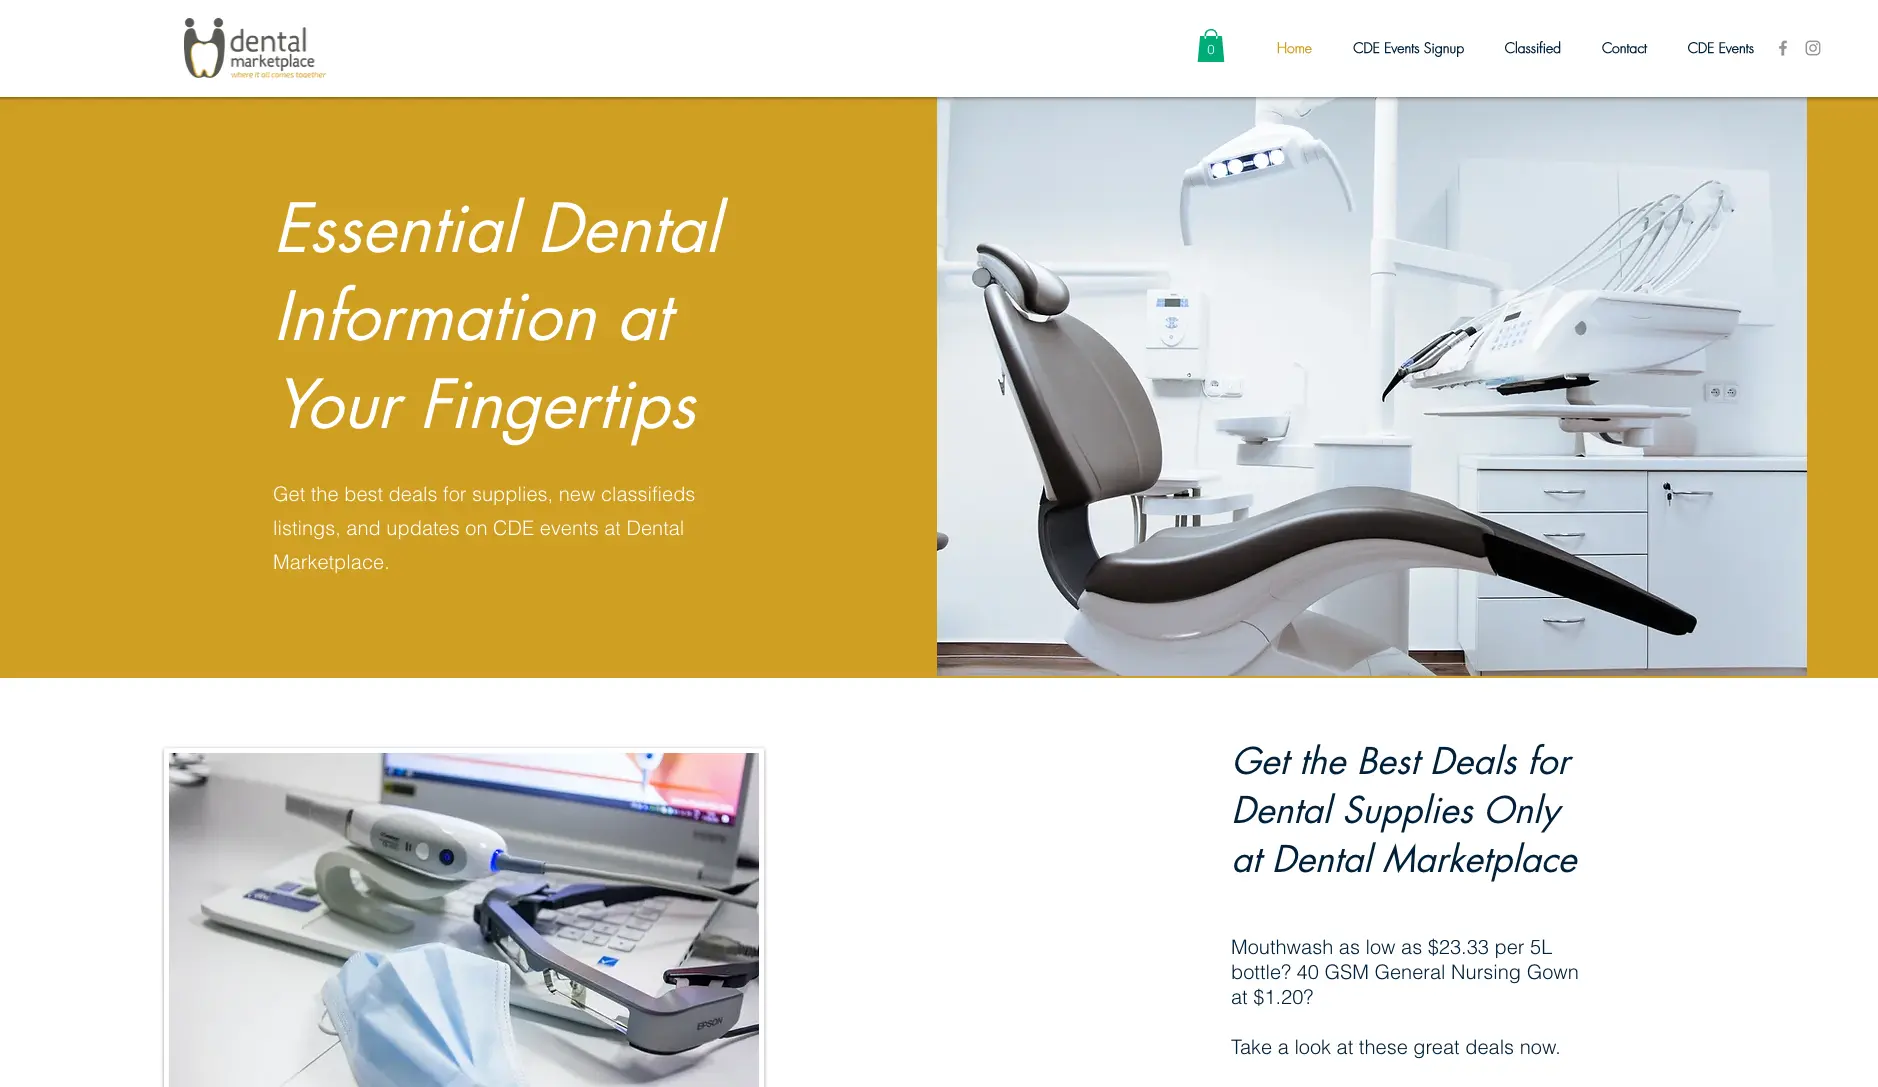 dental
marketplace
where it all comes together
0
Home
CDE Events Signup
Classified
Contact
CDE Events
Essential Dental
Information at
Your Fingertips
Get the best deals for supplies, new classifieds
listings, and updates on CDE events at Dental
Marketplace.
Get the Best Deals for
Dental Supplies Only
at Dental Marketplace
Mouthwash as low as $23.33 per 5L
bottle? 40 GSM General Nursing Gown
at $1.20?
Take a look at these great deals now.
EPSON